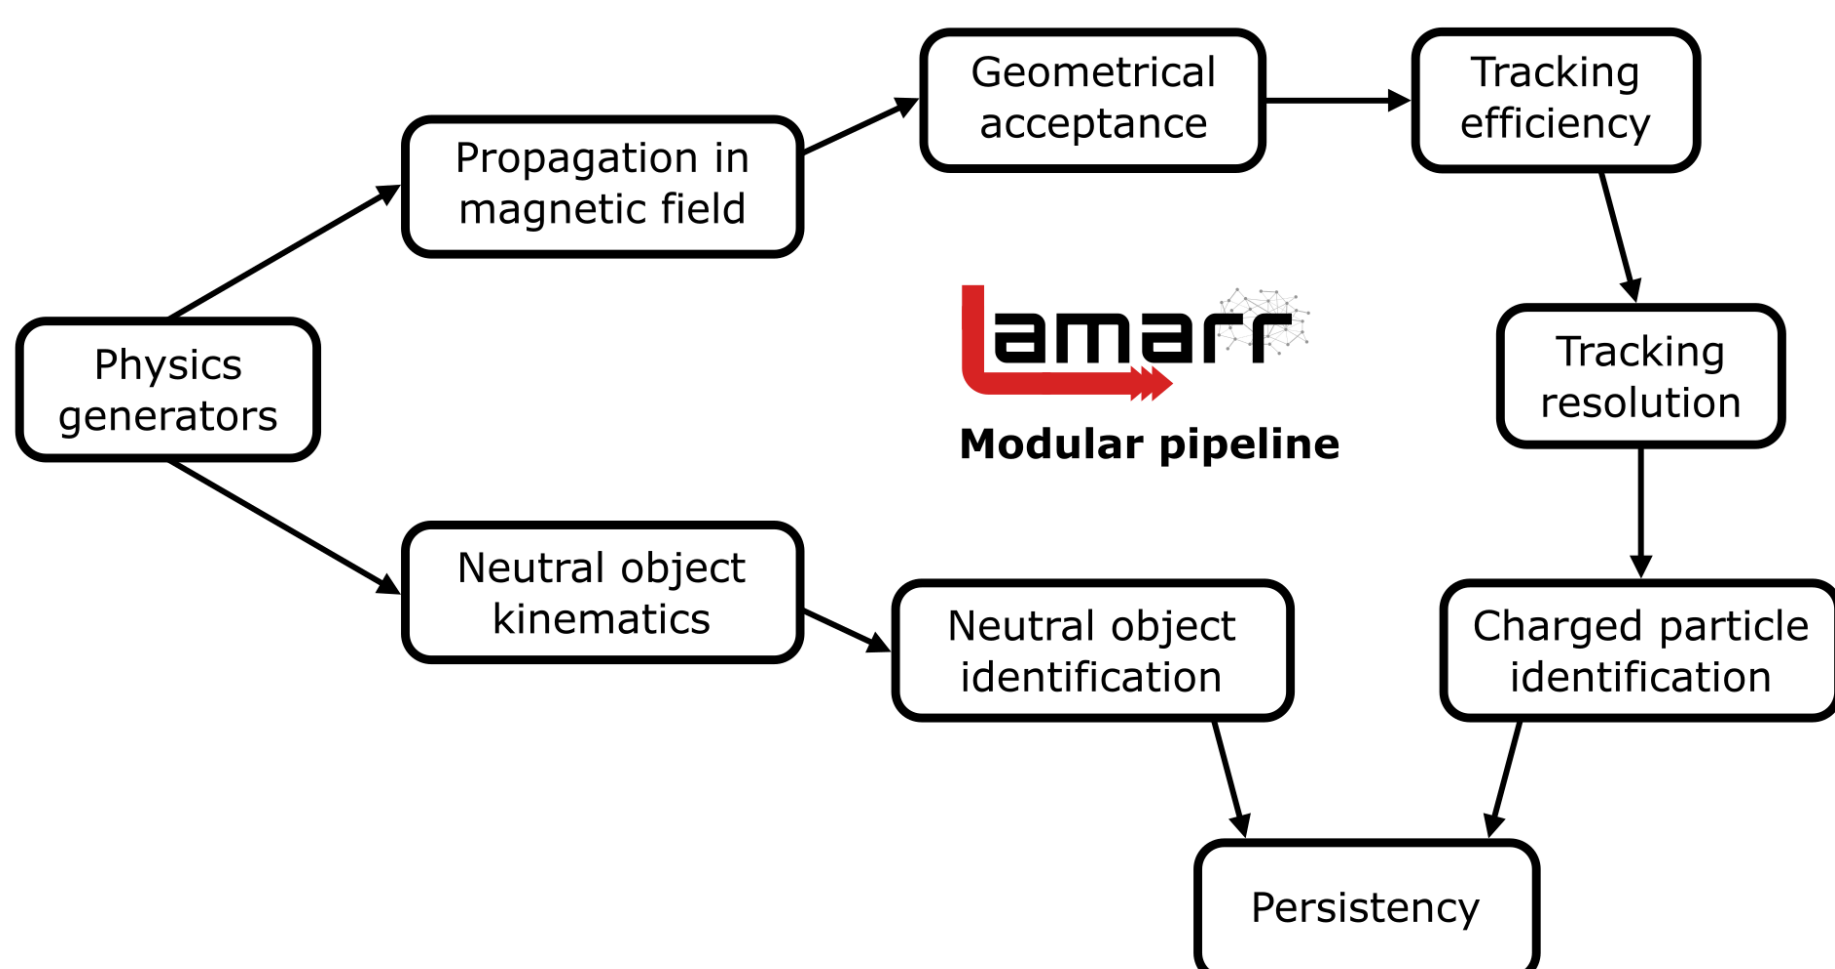 Geometrical
acceptance
Tracking
efficiency
Propagation in
magnetic field
Physics
generators
Lamarr
Modular pipeline
Tracking
resolution
Neutral object
kinematics
Neutral object
identification
Charged particle
identification
Persistency